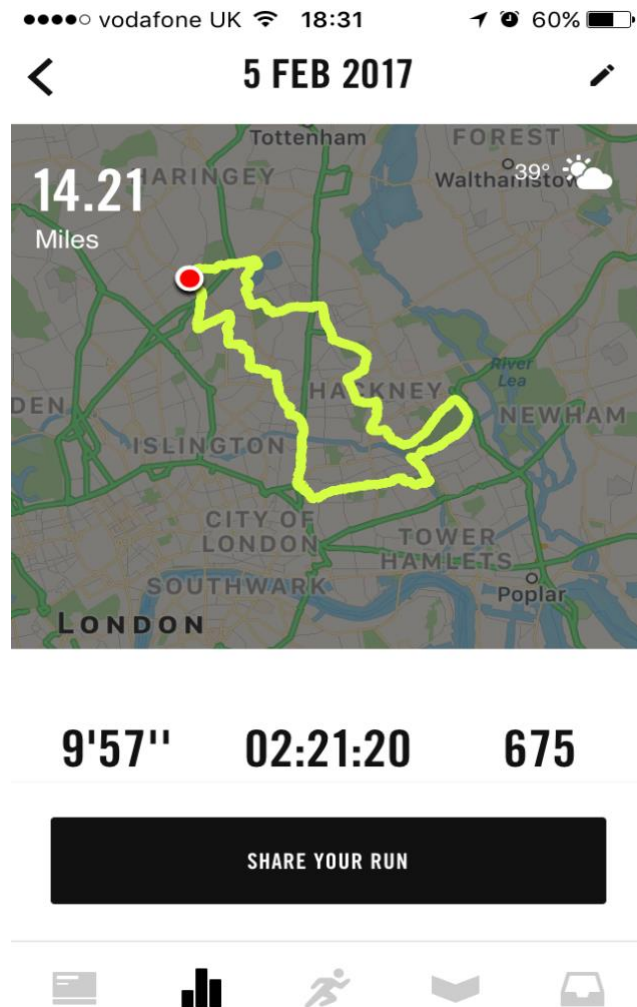 vodafone UK 18:31 60%
5 FEB 2017
Tottenham
FOREST
39°
HARINGEY
Walthamstow
14.21
Miles
River
Lea
HACKNEY
DEN
NEWHAM
ISLINGTON
CITY OF
LONDON
TOWER
HAMLETS
SOUTHWARK
Poplar
LONDON
9'57'' 02:21:20 675
SHARE YOUR RUN